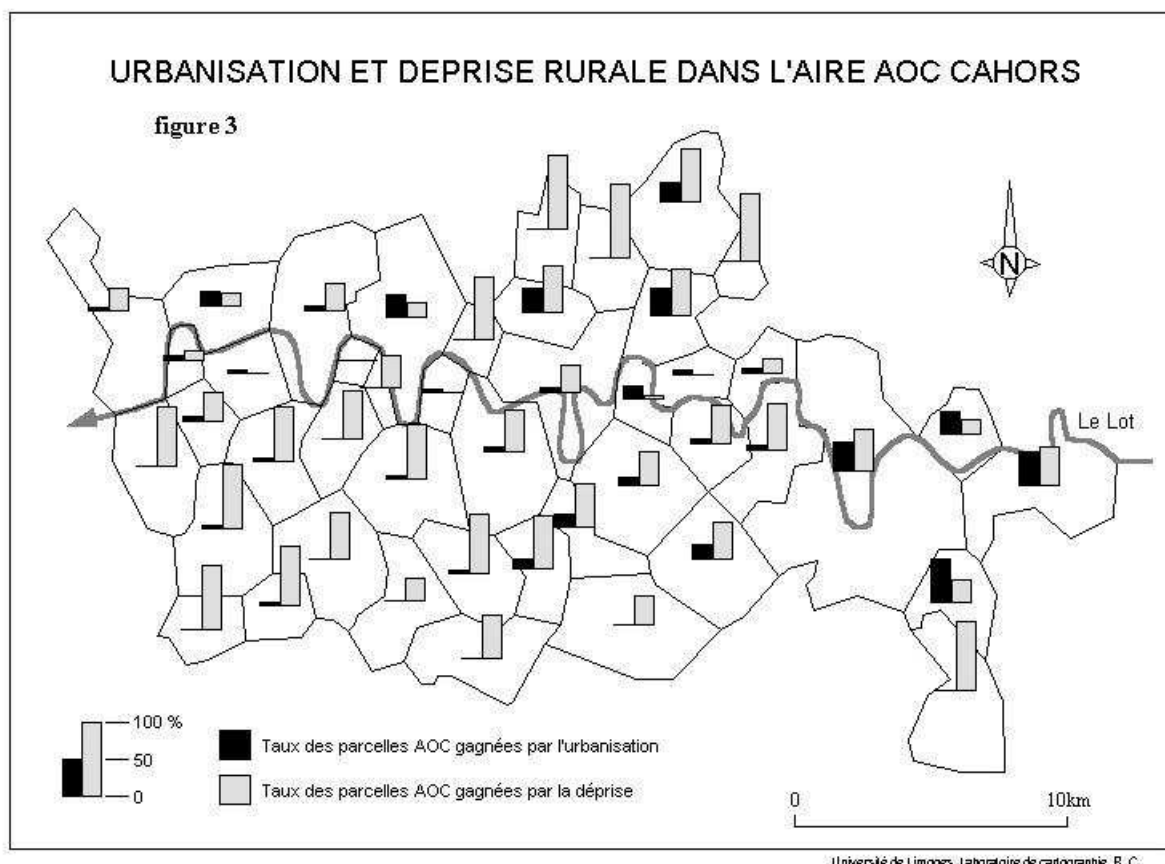 URBANISATION ET DEPRISE RURALE DANS L'AIRE AOC CAHORS
figure 3
N
Le Lot
100 %
50
0
Taux des parcelles AOC gagnées par l'urbanisation
Taux des parcelles AOC gagnées par la déprise
0 10km
Université de Limoges, Laboratoire de cartographie, R. C.